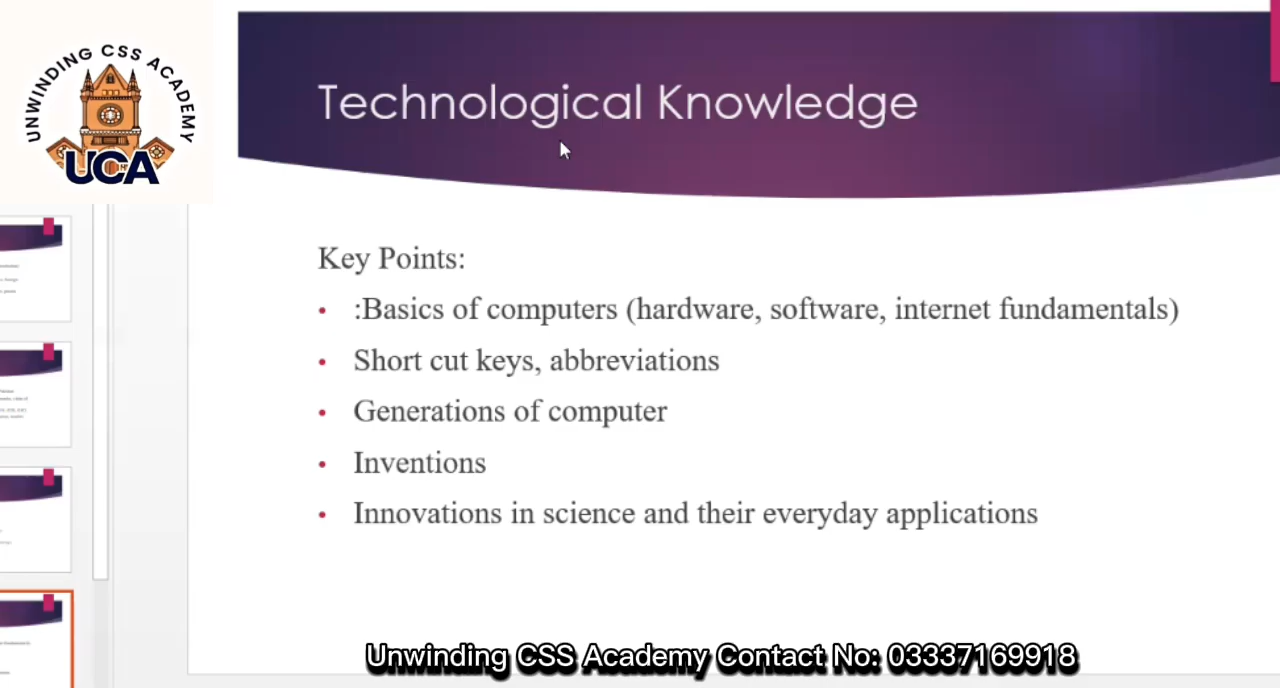 UNWINDING CSS ACADEMY
UCA
Technological Knowledge
Key Points:
• :Basics of computers (hardware, software, internet fundamentals)
• Short cut keys, abbreviations
• Generations of computer
• Inventions
• Innovations in science and their everyday applications
Unwinding CSS Academy Contact No: 03337169918